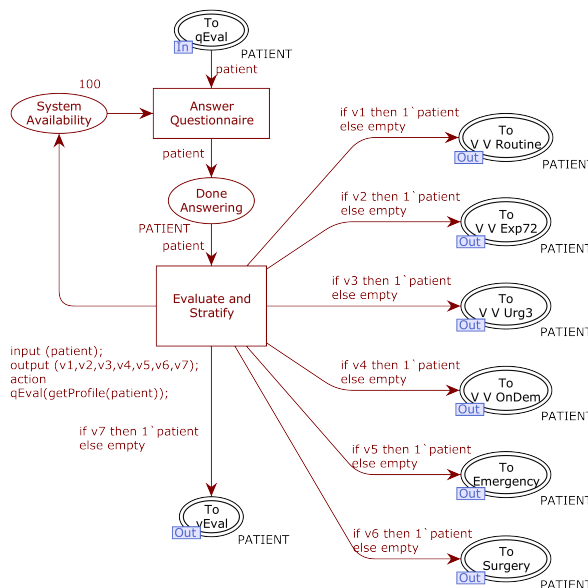 To
qEval
In
PATIENT
patient
100
System
Availability
Answer
Questionnaire
patient
Done
Answering
PATIENT
patient
Evaluate and
Stratify
input (patient);
output (v1,v2,v3,v4,v5,v6,v7);
action
qEval(getProfile(patient));
if v7 then 1`patient
else empty
To
vEval
Out
PATIENT
if v1 then 1`patient
else empty
To
V V Routine
Out
PATIENT
if v2 then 1`patient
else empty
To
V V Exp72
Out
PATIENT
if v3 then 1`patient
else empty
To
V V Urg3
Out
PATIENT
if v4 then 1`patient
else empty
To
V V OnDem
Out
PATIENT
if v5 then 1`patient
else empty
To
Emergency
Out
PATIENT
if v6 then 1`patient
else empty
To
Surgery
Out
PATIENT